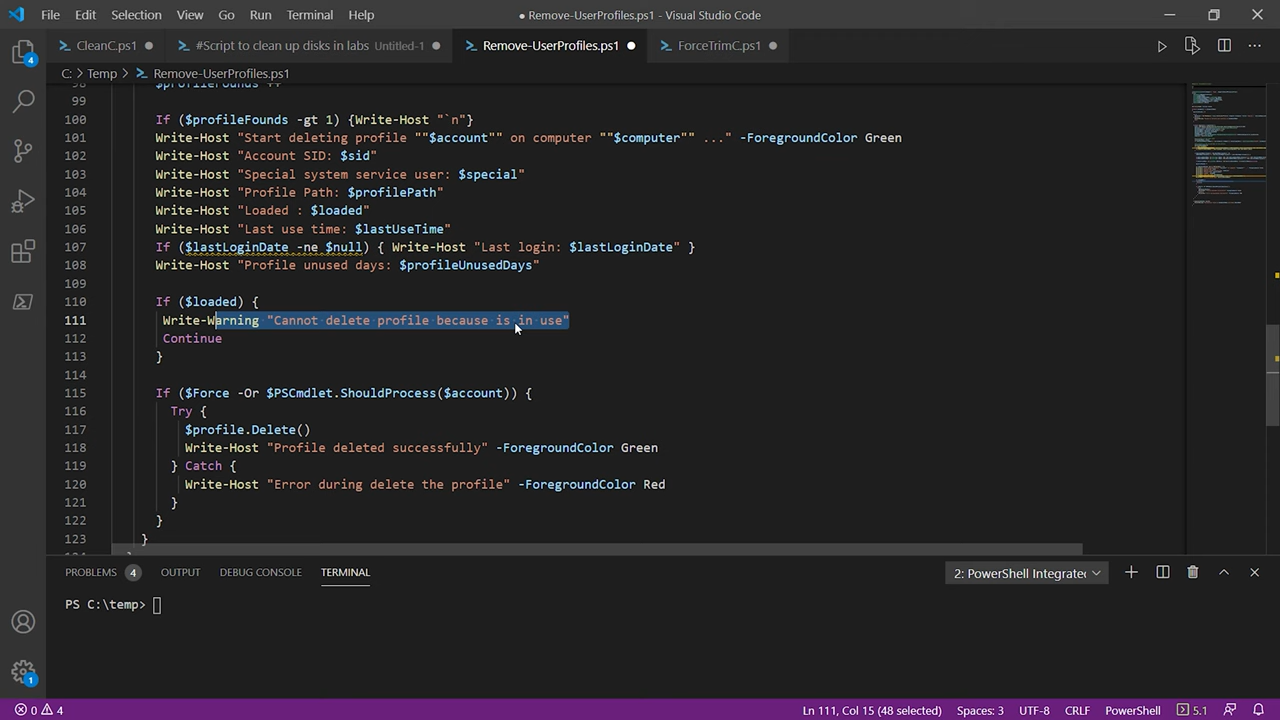 File Edit Selection View Go Run Terminal Help
● Remove-UserProfiles.ps1 - Visual Studio Code
4
CleanC.ps1
#Script to clean up disks in labs Untitled-1
Remove-UserProfiles.ps1
ForceTrimC.ps1
C: > Temp > Remove-UserProfiles.ps1
98 $profileFounds ++
99
100 If ($profileFounds -gt 1) {Write-Host "`n"}
101 Write-Host "Start deleting profile ""$account"" on computer ""$computer"" ..." -ForegroundColor Green
102 Write-Host "Account SID: $sid"
103 Write-Host "Special system service user: $special"
104 Write-Host "Profile Path: $profilePath"
105 Write-Host "Loaded : $loaded"
106 Write-Host "Last use time: $lastUseTime"
107 If ($lastLoginDate -ne $null) { Write-Host "Last login: $lastLoginDate" }
108 Write-Host "Profile unused days: $profileUnusedDays"
109
110 If ($loaded) {
111 Write-Warning "Cannot delete profile because is in use"
112 Continue
113 }
114
115 If ($Force -Or $PSCmdlet.ShouldProcess($account)) {
116 Try {
117 $profile.Delete()
118 Write-Host "Profile deleted successfully" -ForegroundColor Green
119 } Catch {
120 Write-Host "Error during delete the profile" -ForegroundColor Red
121 }
122 }
123 }
PROBLEMS 4 OUTPUT DEBUG CONSOLE TERMINAL
2: PowerShell Integrated
PS C:\temp>
1
0 4
Ln 111, Col 15 (48 selected) Spaces: 3 UTF-8 CRLF PowerShell 5.1